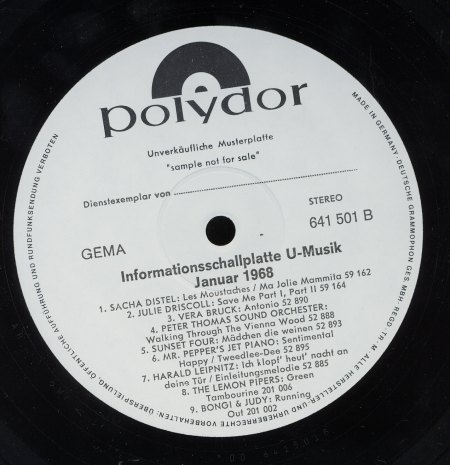 polydor
Unverkäufliche Musterplatte
"sample not for sale"
Dienstexemplar von
STEREO
641 501 B
GEMA
Informationsschallplatte U-Musik
Januar 1968
1. SACHA DISTEL: Les Moustaches / Ma Jolie Mammita 59 162
2. JULIE DRISCOLL: Save Me Part I, Part II 59 164
3. VERA BRUCK: Antonio 52 890
4. PETER THOMAS SOUND ORCHESTER:
Walking Through The Vienna Wood 52 888
5. SUNSET FOUR: Mädchen die weinen 52 893
6. MR. PEPPER'S JET PIANO: Sentimental
Happy / Tweedlee-Dee 52 895
7. HARALD LEIPNITZ: Ich klopf' heut' nacht an
deine Tür / Einleitungsmelodie 52 885
8. THE LEMON PIPERS: Green
Tambourine 201 006
9. BONGI & JUDY: Running
Out 201 002
MADE IN GERMANY. DEUTSCHE GRAMMOPHON GES. MBH REGD. TR. M. ALLE HERSTELLER- UND URHEBERRECHTE VORBEHALTEN: ÜBERSPIELUNG, ÖFFENTLICHE AUFFÜHRUNG UND RUNDFUNKSENDUNG VERBOTEN